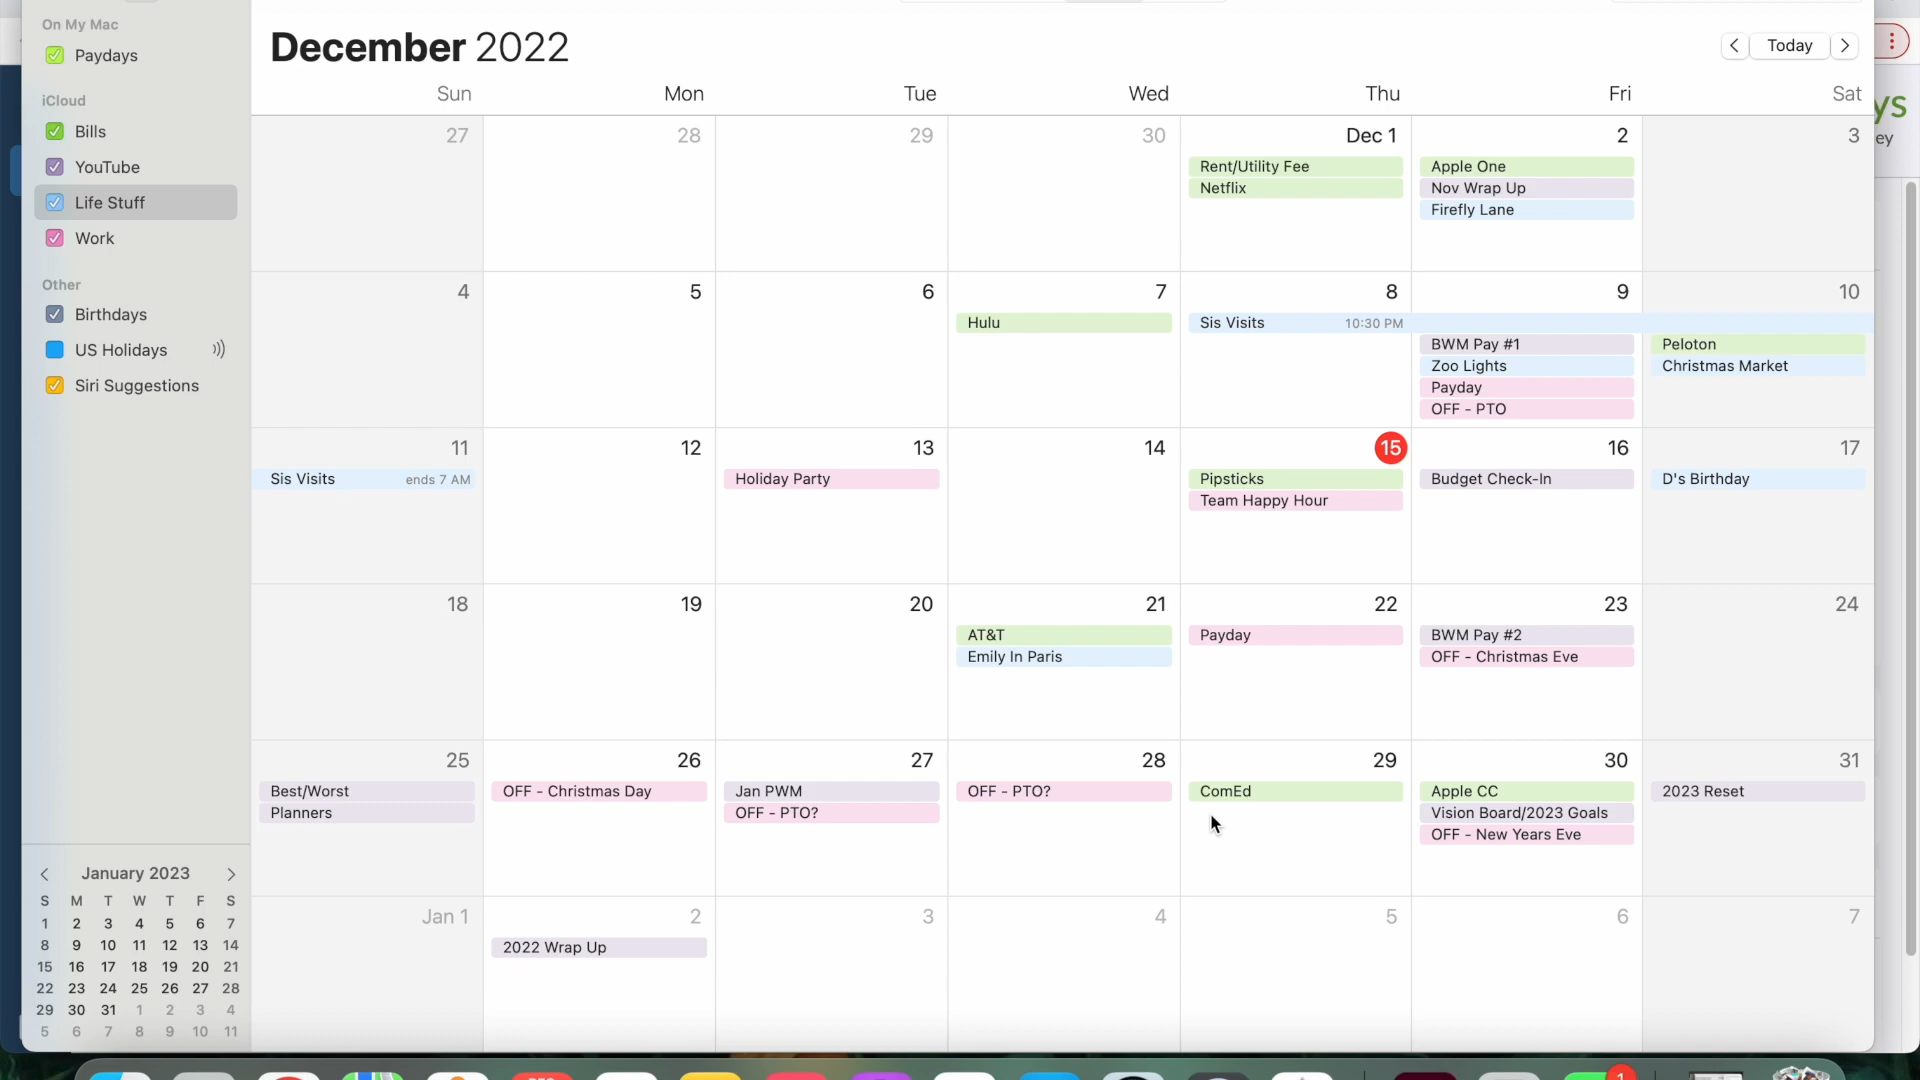 On My Mac
Paydays
iCloud
Bills
YouTube
Life Stuff
Work
Other
Birthdays
US Holidays
Siri Suggestions
December 2022
Today
Sun Mon Tue Wed Thu Fri Sat
27 28 29 30 Dec 1 2 3
Rent/Utility Fee
Netflix
Apple One
Nov Wrap Up
Firefly Lane
4 5 6 7 8 9 10
Hulu
Sis Visits 10:30 PM
BWM Pay #1
Zoo Lights
Payday
OFF - PTO
Peloton
Christmas Market
11 12 13 14 15 16 17
Sis Visits ends 7 AM
Holiday Party
Pipsticks
Team Happy Hour
Budget Check-In
D's Birthday
18 19 20 21 22 23 24
AT&T
Emily In Paris
Payday
BWM Pay #2
OFF - Christmas Eve
25 26 27 28 29 30 31
Best/Worst
Planners
OFF - Christmas Day
Jan PWM
OFF - PTO?
OFF - PTO?
ComEd
Apple CC
Vision Board/2023 Goals
OFF - New Years Eve
2023 Reset
Jan 1 2 3 4 5 6 7
2022 Wrap Up
January 2023
S M T W T F S
1 2 3 4 5 6 7
8 9 10 11 12 13 14
15 16 17 18 19 20 21
22 23 24 25 26 27 28
29 30 31 1 2 3 4
5 6 7 8 9 10 11
ys
ey
1